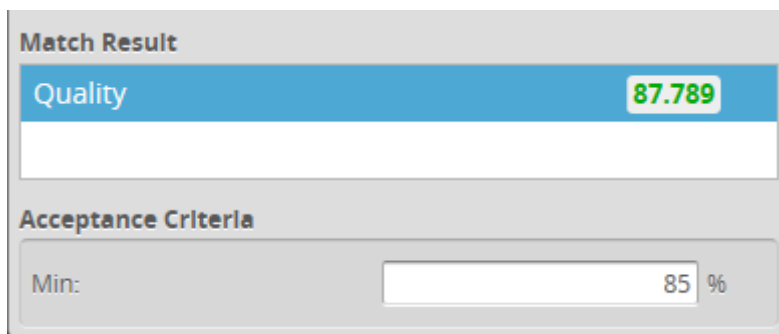 Match Result
Quality 87.789
Acceptance Criteria
Min: 85 %